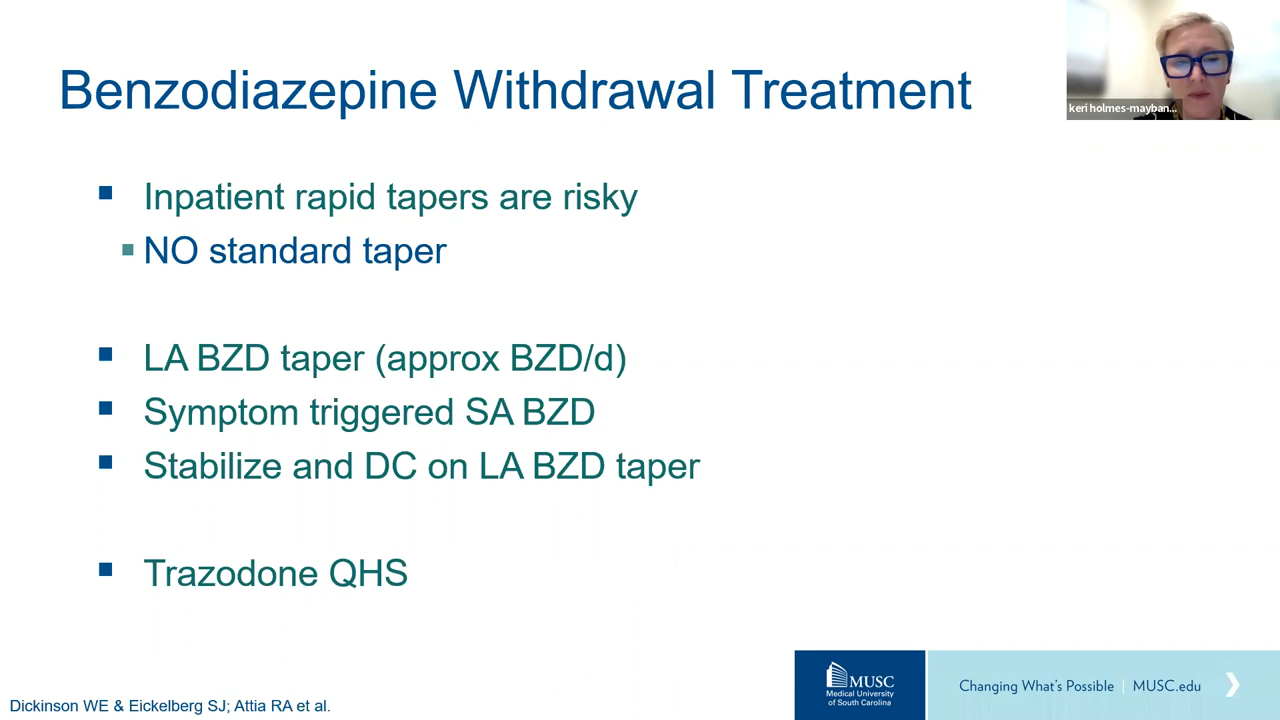 Benzodiazepine Withdrawal Treatment
keri holmes-mayban...
Inpatient rapid tapers are risky
NO standard taper
LA BZD taper (approx BZD/d)
Symptom triggered SA BZD
Stabilize and DC on LA BZD taper
Trazodone QHS
MUSC
Medical University
of South Carolina
Changing What's Possible | MUSC.edu
Dickinson WE & Eickelberg SJ; Attia RA et al.